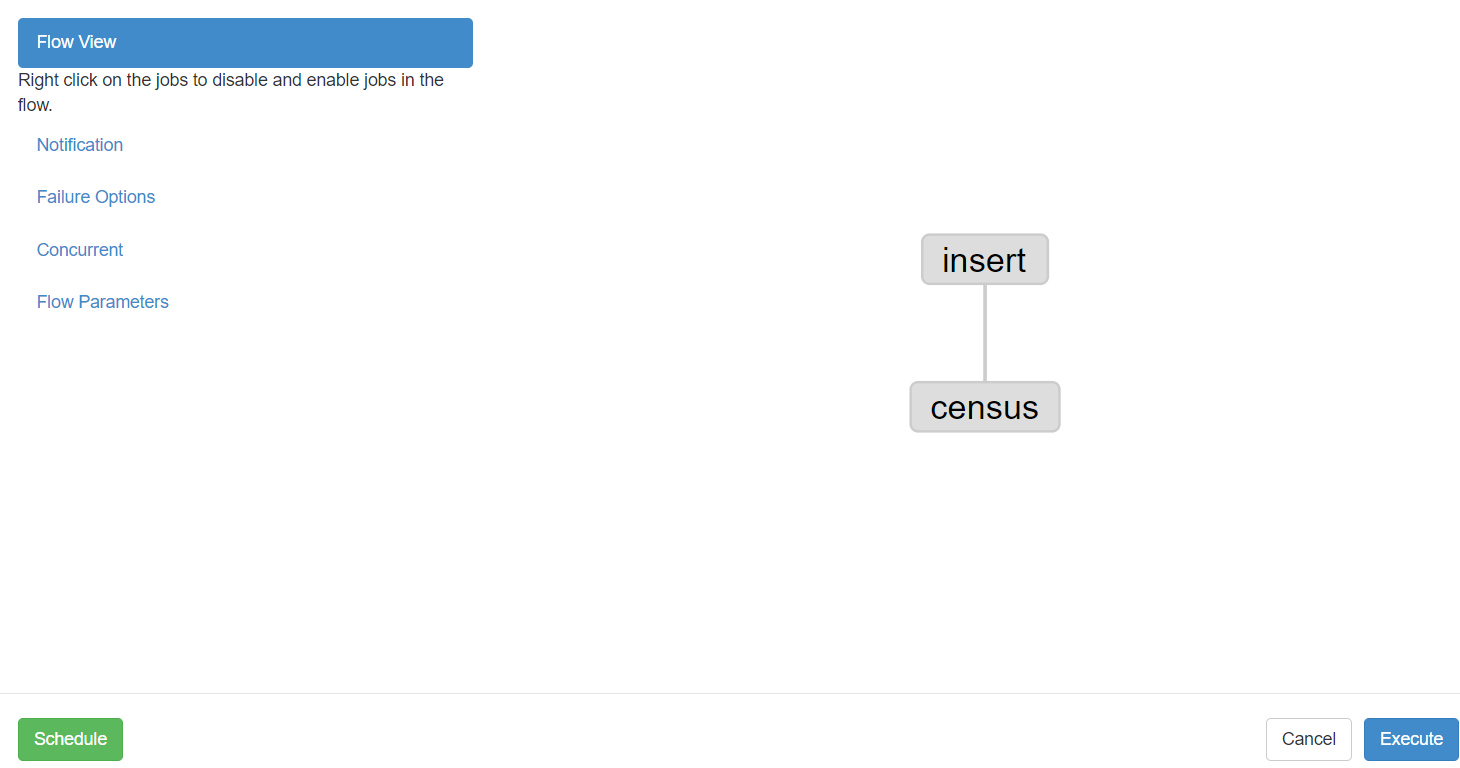 Flow View
Right click on the jobs to disable and enable jobs in the
flow.
Notification
Failure Options
Concurrent
Flow Parameters
insert
census
Schedule
Cancel
Execute